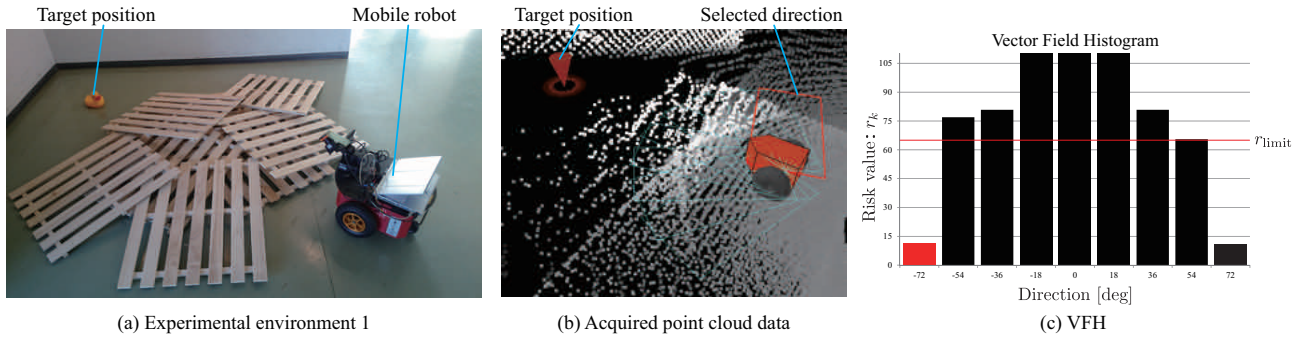 Target position
Mobile robot
Target position
Selected direction
Vector Field Histogram
105
90
75
60
45
30
15
0
Risk value: r_k
r_limit
-72 -54 -36 -18 0 18 36 54 72
Direction [deg]
(a) Experimental environment 1
(b) Acquired point cloud data
(c) VFH